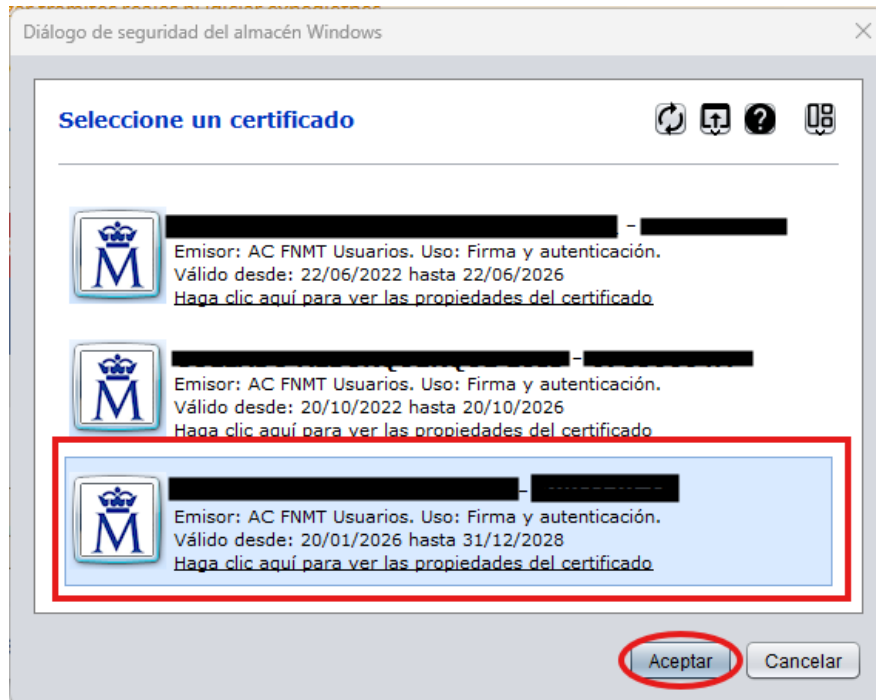 Diálogo de seguridad del almacén Windows
Seleccione un certificado
-
Emisor: AC FNMT Usuarios. Uso: Firma y autenticación.
Válido desde: 22/06/2022 hasta 22/06/2026
Haga clic aquí para ver las propiedades del certificado
-
Emisor: AC FNMT Usuarios. Uso: Firma y autenticación.
Válido desde: 20/10/2022 hasta 20/10/2026
Haga clic aquí para ver las propiedades del certificado
-
Emisor: AC FNMT Usuarios. Uso: Firma y autenticación.
Válido desde: 20/01/2026 hasta 31/12/2028
Haga clic aquí para ver las propiedades del certificado
Aceptar Cancelar